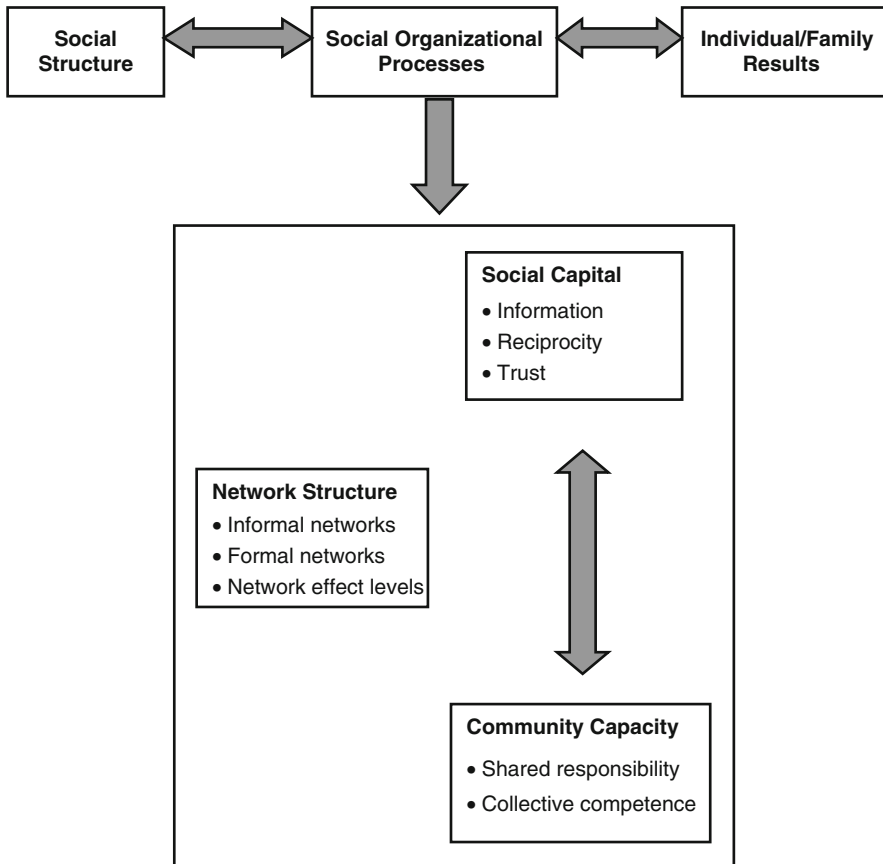 Social
Structure
Social Organizational
Processes
Individual/Family
Results
Social Capital
• Information
• Reciprocity
• Trust
Network Structure
• Informal networks
• Formal networks
• Network effect levels
Community Capacity
• Shared responsibility
• Collective competence